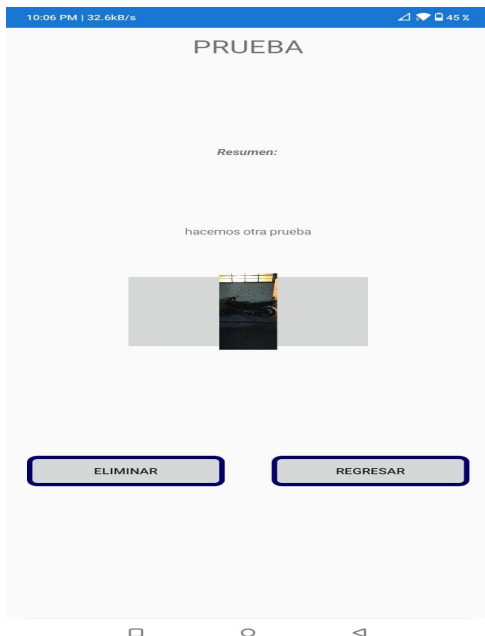 10:06 PM | 32.6kB/s
45 %
PRUEBA
Resumen:
hacemos otra prueba
ELIMINAR
REGRESAR